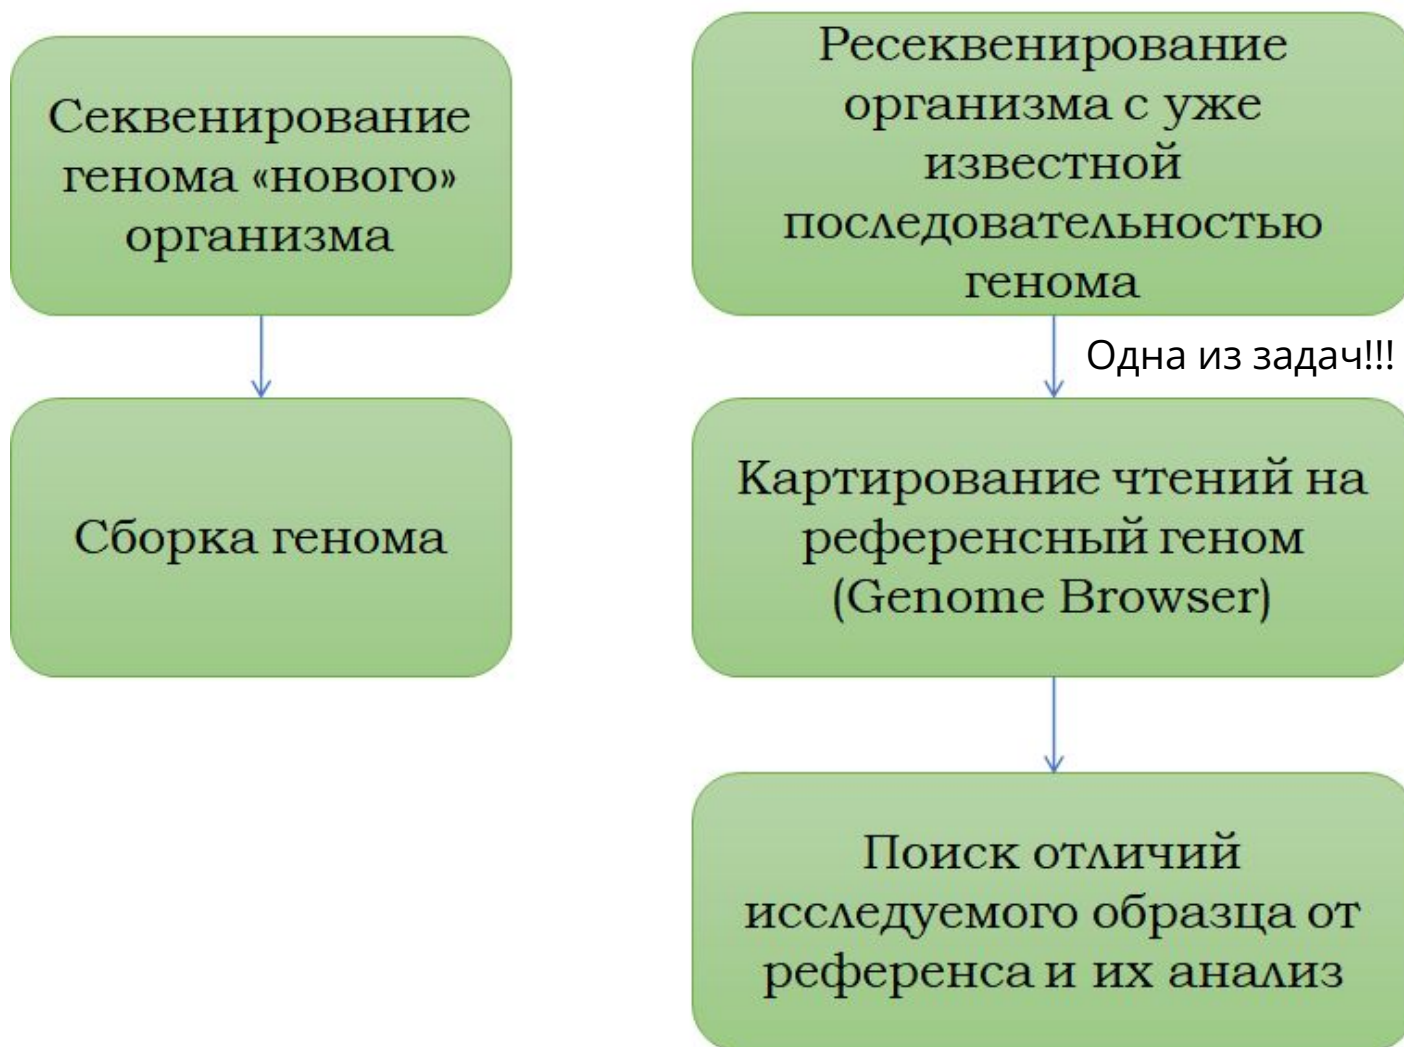 Секвенирование
генома «нового»
организма
Сборка генома
Ресеквенирование
организма с уже
известной
последовательностью
генома
Одна из задач!!!
Картирование чтений на
референсный геном
(Genome Browser)
Поиск отличий
исследуемого образца от
референса и их анализ